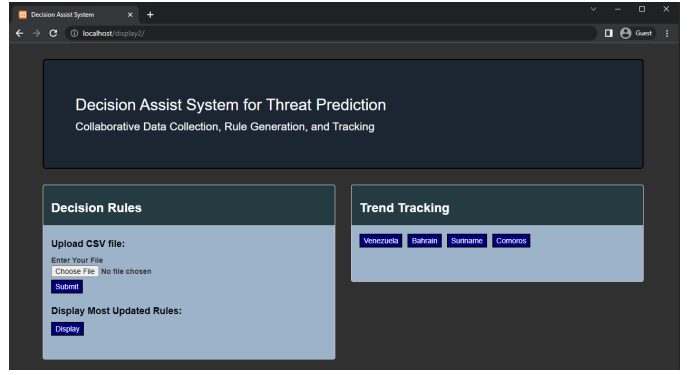 Decision Assist System
localhost/display2/
Guest
Decision Assist System for Threat Prediction
Collaborative Data Collection, Rule Generation, and Tracking
Decision Rules
Upload CSV file:
Enter Your File
Choose File No file chosen
Submit
Display Most Updated Rules:
Display
Trend Tracking
Venezuela Bahrain Suriname Comoros